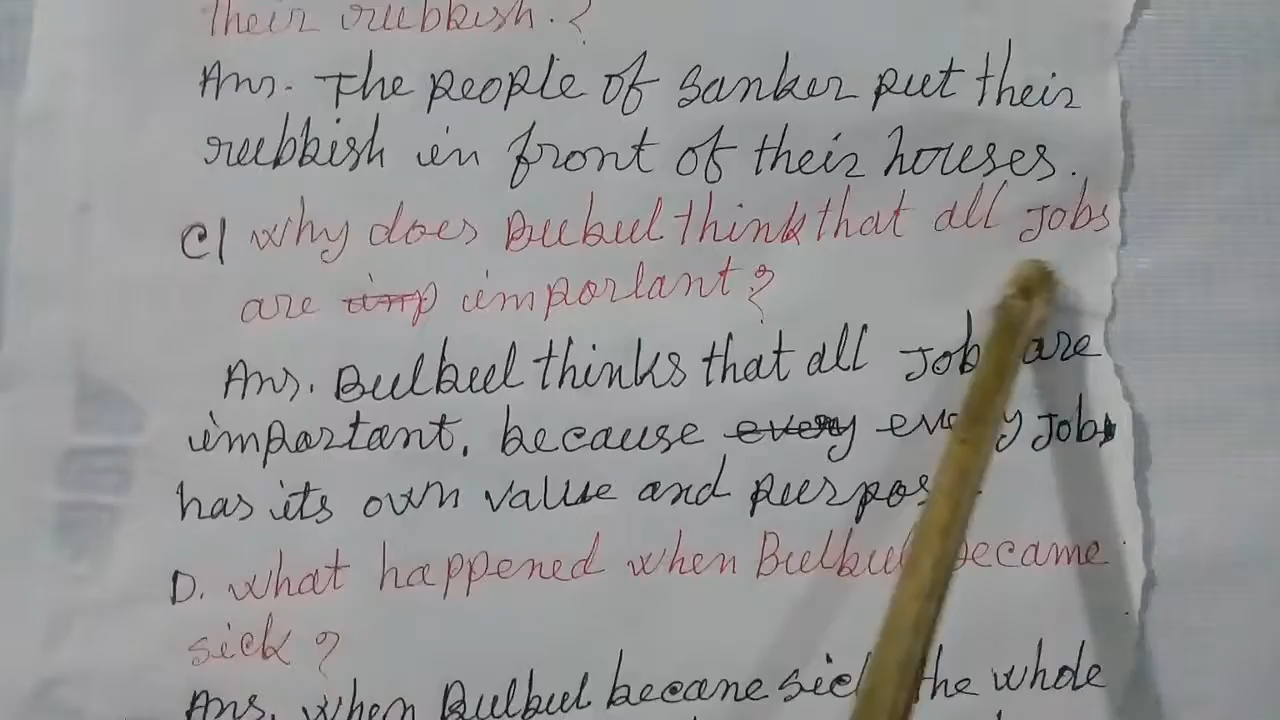 their rubbish.?
Ans. The people of Sanker put their
rubbish in front of their houses.
C| Why does Bulbul think that all jobs
are imp important?
Ans. Bulbul thinks that all Job are
important. because every every Jobs
has its own value and purpos
D. What happened when Bulbul became
sick?
Ans. when Bulbul became sick the whole